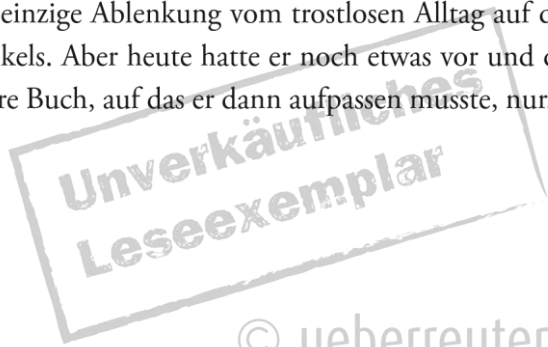 einzige Ablenkung vom trostlosen Alltag auf
kels. Aber heute hatte er noch etwas vor und
re Buch, auf das er dann aufpassen musste, nur
Unverkäufliches
Leseexemplar
© ueberreuter